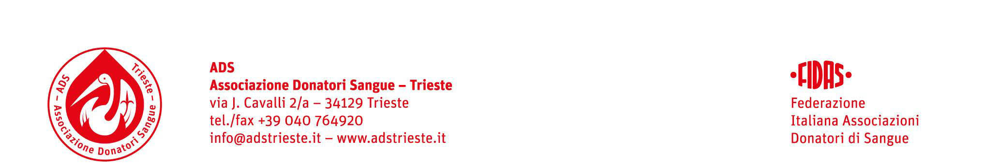 – ADS – Associazione Donatori Sangue – Trieste
ADS
Associazione Donatori Sangue – Trieste
via J. Cavalli 2/a – 34129 Trieste
tel./fax +39 040 764920
info@adstrieste.it – www.adstrieste.it
•FIDAS•
Federazione
Italiana Associazioni
Donatori di Sangue